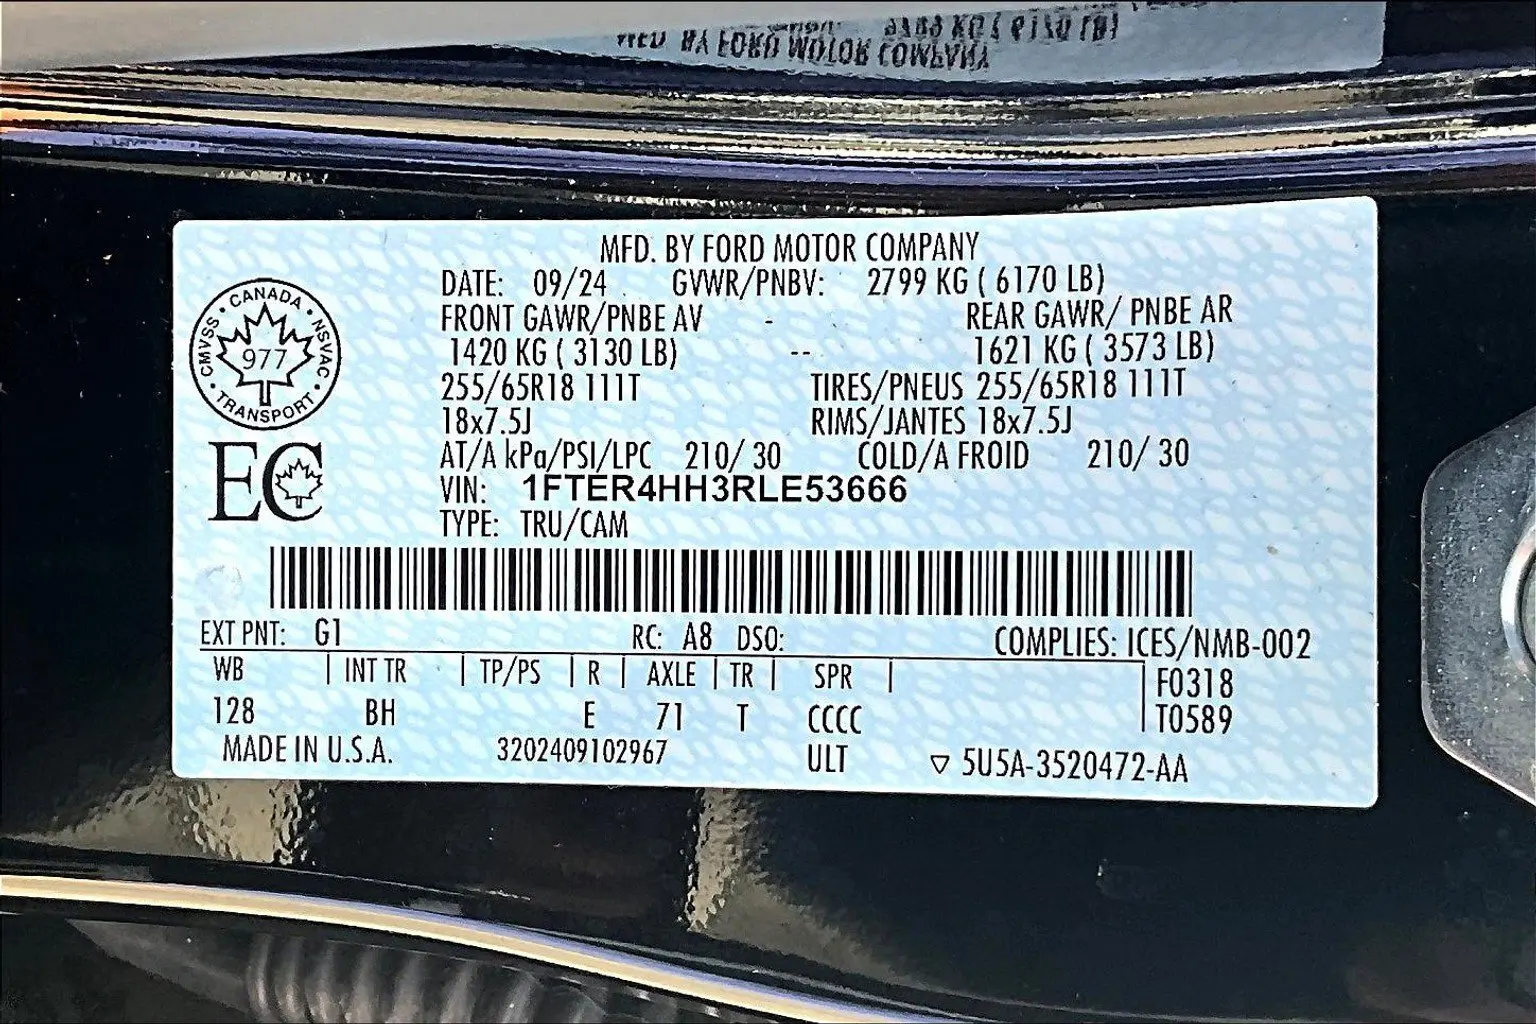 MFD. BY FORD MOTOR COMPANY
DATE: 09/24 GVWR/PNBV: 2799 KG ( 6170 LB)
FRONT GAWR/PNBE AV - REAR GAWR/ PNBE AR
1420 KG ( 3130 LB) -- 1621 KG ( 3573 LB)
255/65R18 111T TIRES/PNEUS 255/65R18 111T
18x7.5J RIMS/JANTES 18x7.5J
AT/A kPa/PSI/LPC 210/ 30 COLD/A FROID 210/ 30
VIN: 1FTER4HH3RLE53666
TYPE: TRU/CAM
CANADA
CMVSS NSVAC
977
TRANSPORT
EC
EXT PNT: G1 RC: A8 DSO: COMPLIES: ICES/NMB-002
WB | INT TR | TP/PS | R | AXLE | TR | SPR | F0318
128 BH E 71 T CCCC T0589
MADE IN U.S.A. 3202409102967 ULT ▽ 5U5A-3520472-AA